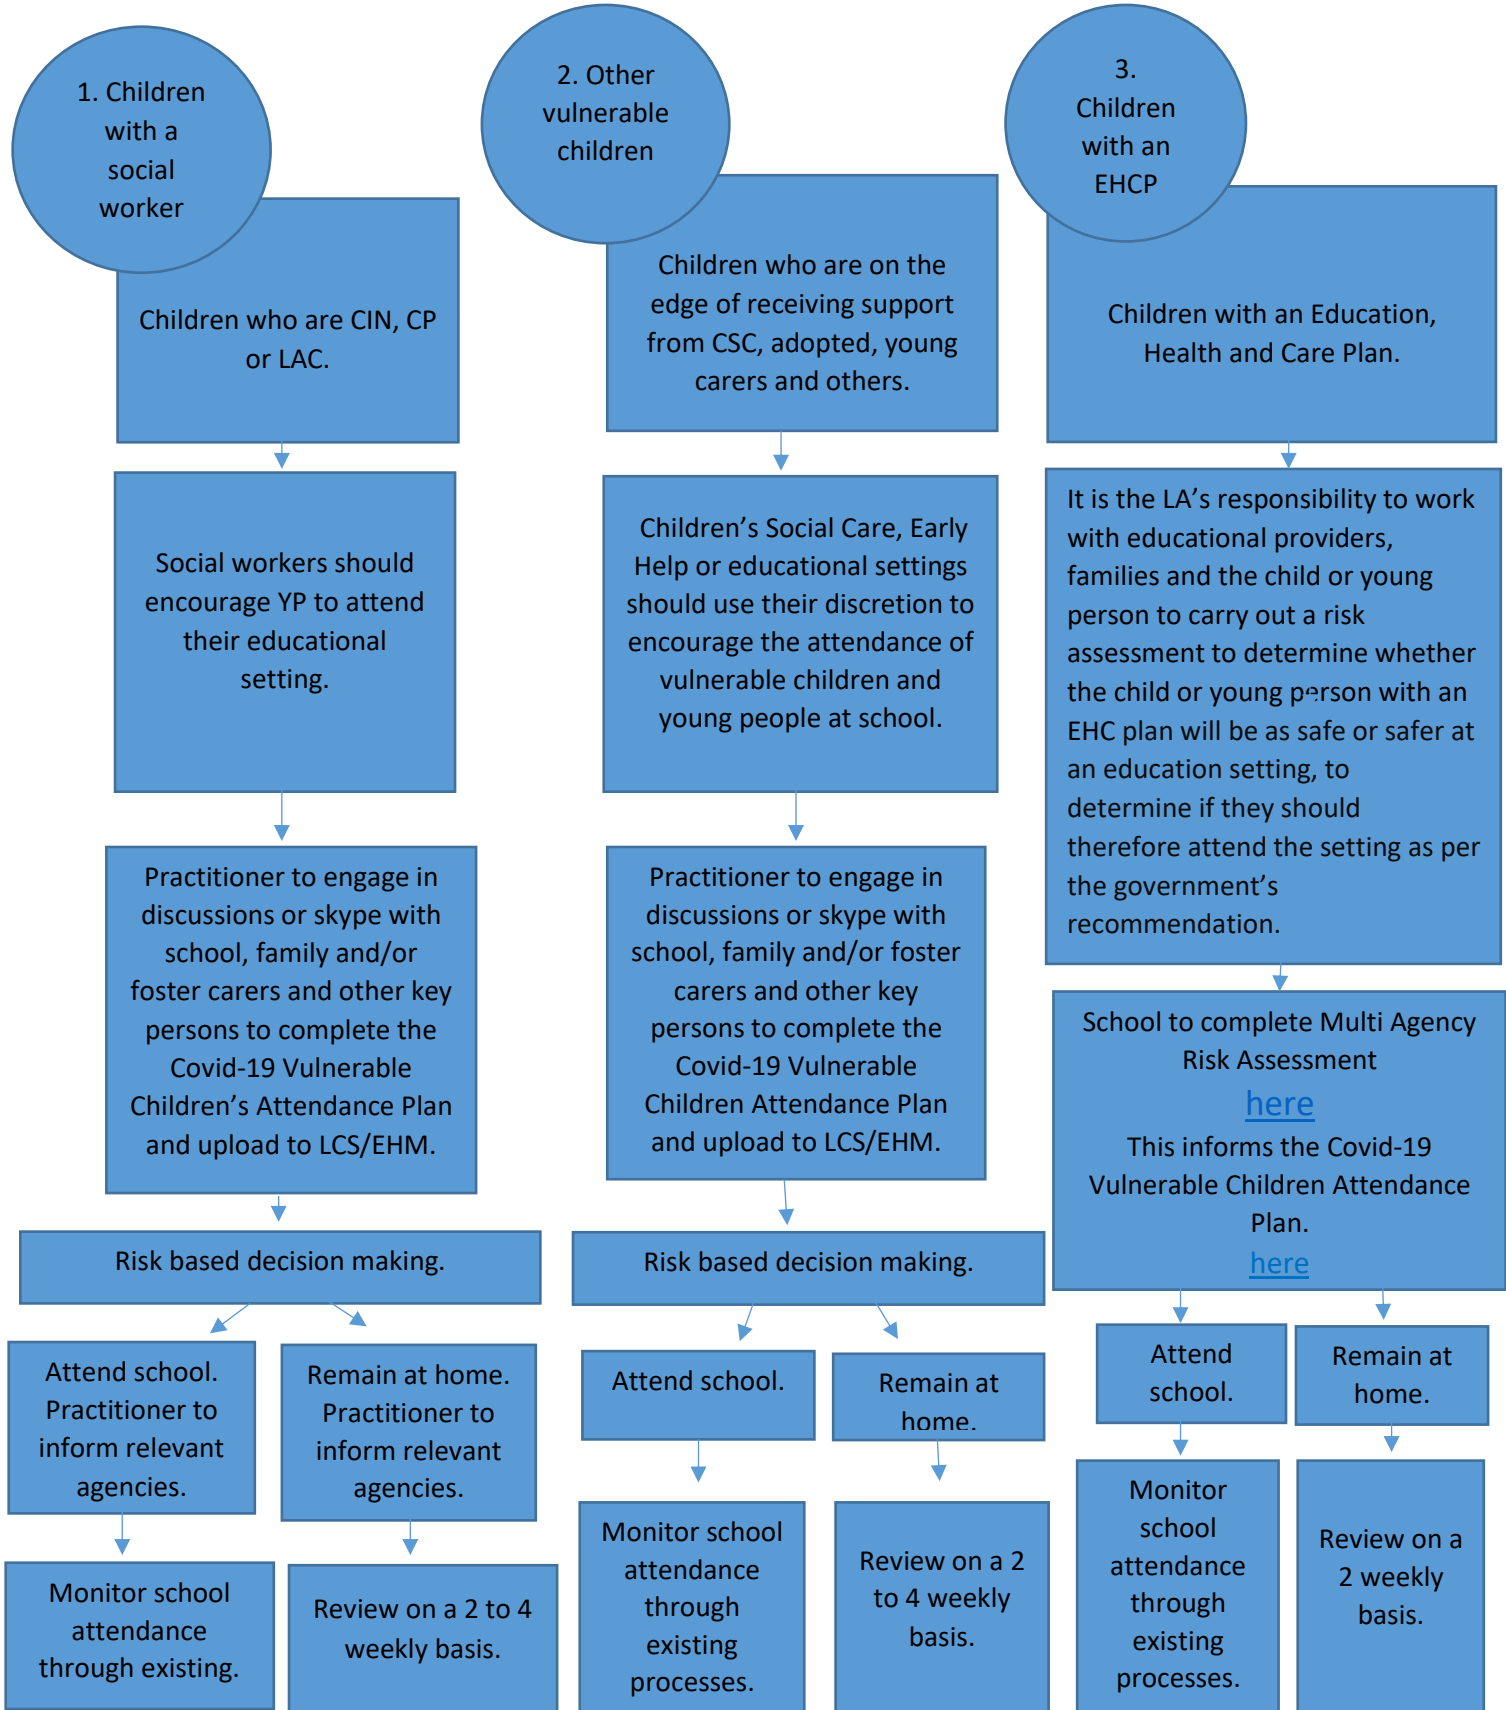 1. Children
with a
social
worker
Children who are CIN, CP
or LAC.
Social workers should
encourage YP to attend
their educational
setting.
Practitioner to engage in
discussions or skype with
school, family and/or
foster carers and other key
persons to complete the
Covid-19 Vulnerable
Children’s Attendance Plan
and upload to LCS/EHM.
Risk based decision making.
Attend school.
Practitioner to
inform relevant
agencies.
Remain at home.
Practitioner to
inform relevant
agencies.
Monitor school
attendance
through existing.
Review on a 2 to 4
weekly basis.
2. Other
vulnerable
children
Children who are on the
edge of receiving support
from CSC, adopted, young
carers and others.
Children’s Social Care, Early
Help or educational settings
should use their discretion to
encourage the attendance of
vulnerable children and
young people at school.
Practitioner to engage in
discussions or skype with
school, family and/or foster
carers and other key
persons to complete the
Covid-19 Vulnerable
Children Attendance Plan
and upload to LCS/EHM.
Risk based decision making.
Attend school.
Remain at
home.
Monitor school
attendance
through
existing
processes.
Review on a 2
to 4 weekly
basis.
3.
Children
with an
EHCP
Children with an Education,
Health and Care Plan.
It is the LA’s responsibility to work
with educational providers,
families and the child or young
person to carry out a risk
assessment to determine whether
the child or young person with an
EHC plan will be as safe or safer at
an education setting, to
determine if they should
therefore attend the setting as per
the government’s
recommendation.
School to complete Multi Agency
Risk Assessment
here
This informs the Covid-19
Vulnerable Children Attendance
Plan.
here
Attend
school.
Remain at
home.
Monitor
school
attendance
through
existing
processes.
Review on a
2 weekly
basis.